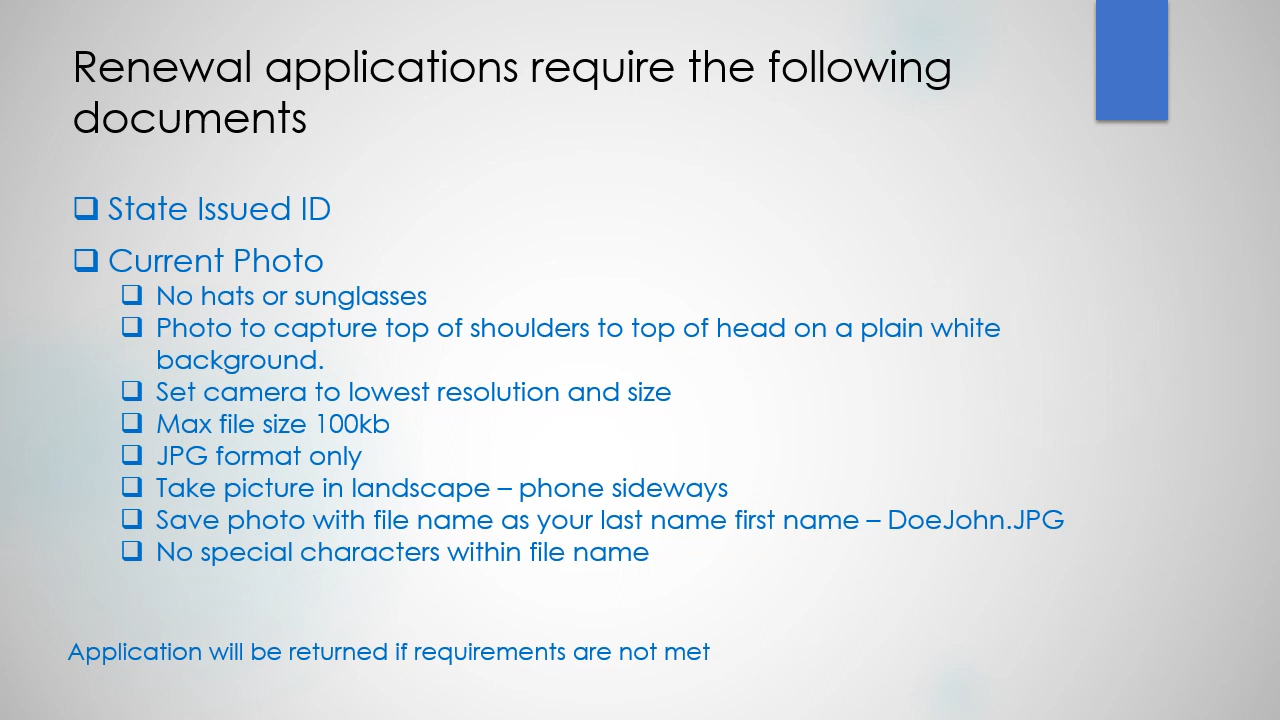 Renewal applications require the following
documents
❑ State Issued ID
❑ Current Photo
❑ No hats or sunglasses
❑ Photo to capture top of shoulders to top of head on a plain white
background.
❑ Set camera to lowest resolution and size
❑ Max file size 100kb
❑ JPG format only
❑ Take picture in landscape – phone sideways
❑ Save photo with file name as your last name first name – DoeJohn.JPG
❑ No special characters within file name
Application will be returned if requirements are not met